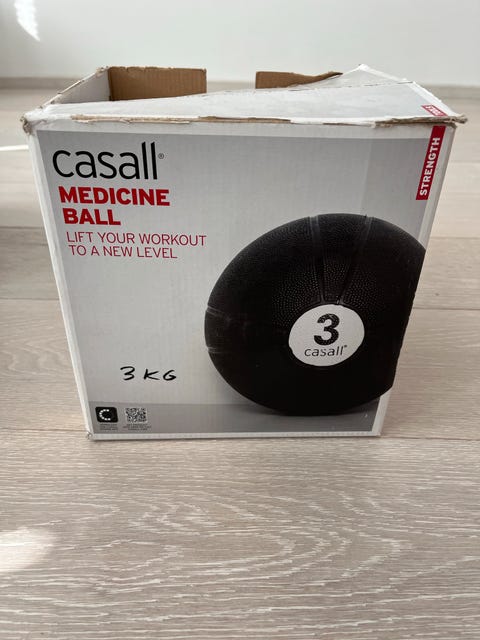 casall®
MEDICINE
BALL
LIFT YOUR WORKOUT
TO A NEW LEVEL
STRENGTH
3
casall®
3 KG